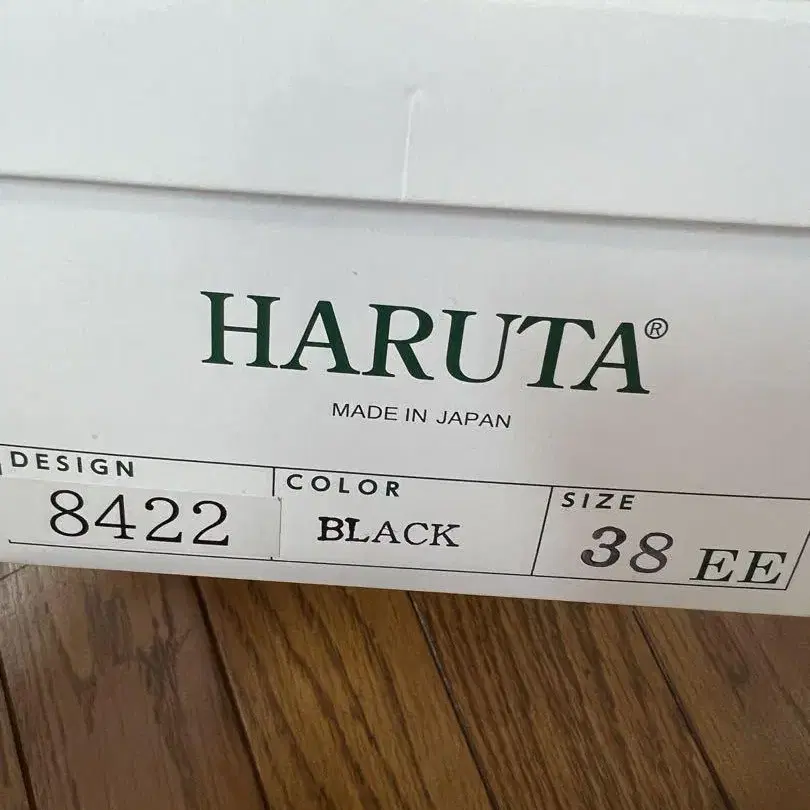 HARUTA®
MADE IN JAPAN
DESIGN COLOR SIZE
8422 BLACK 38 EE